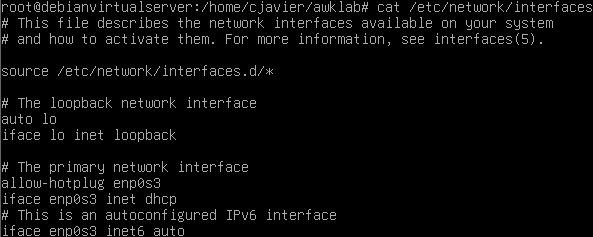 root@debianvirtualserver:/home/cjavier/awklab# cat /etc/network/interfaces
# This file describes the network interfaces available on your system
# and how to activate them. For more information, see interfaces(5).
source /etc/network/interfaces.d/*
# The loopback network interface
auto lo
iface lo inet loopback
# The primary network interface
allow-hotplug enp0s3
iface enp0s3 inet dhcp
# This is an autoconfigured IPv6 interface
iface enp0s3 inet6 auto